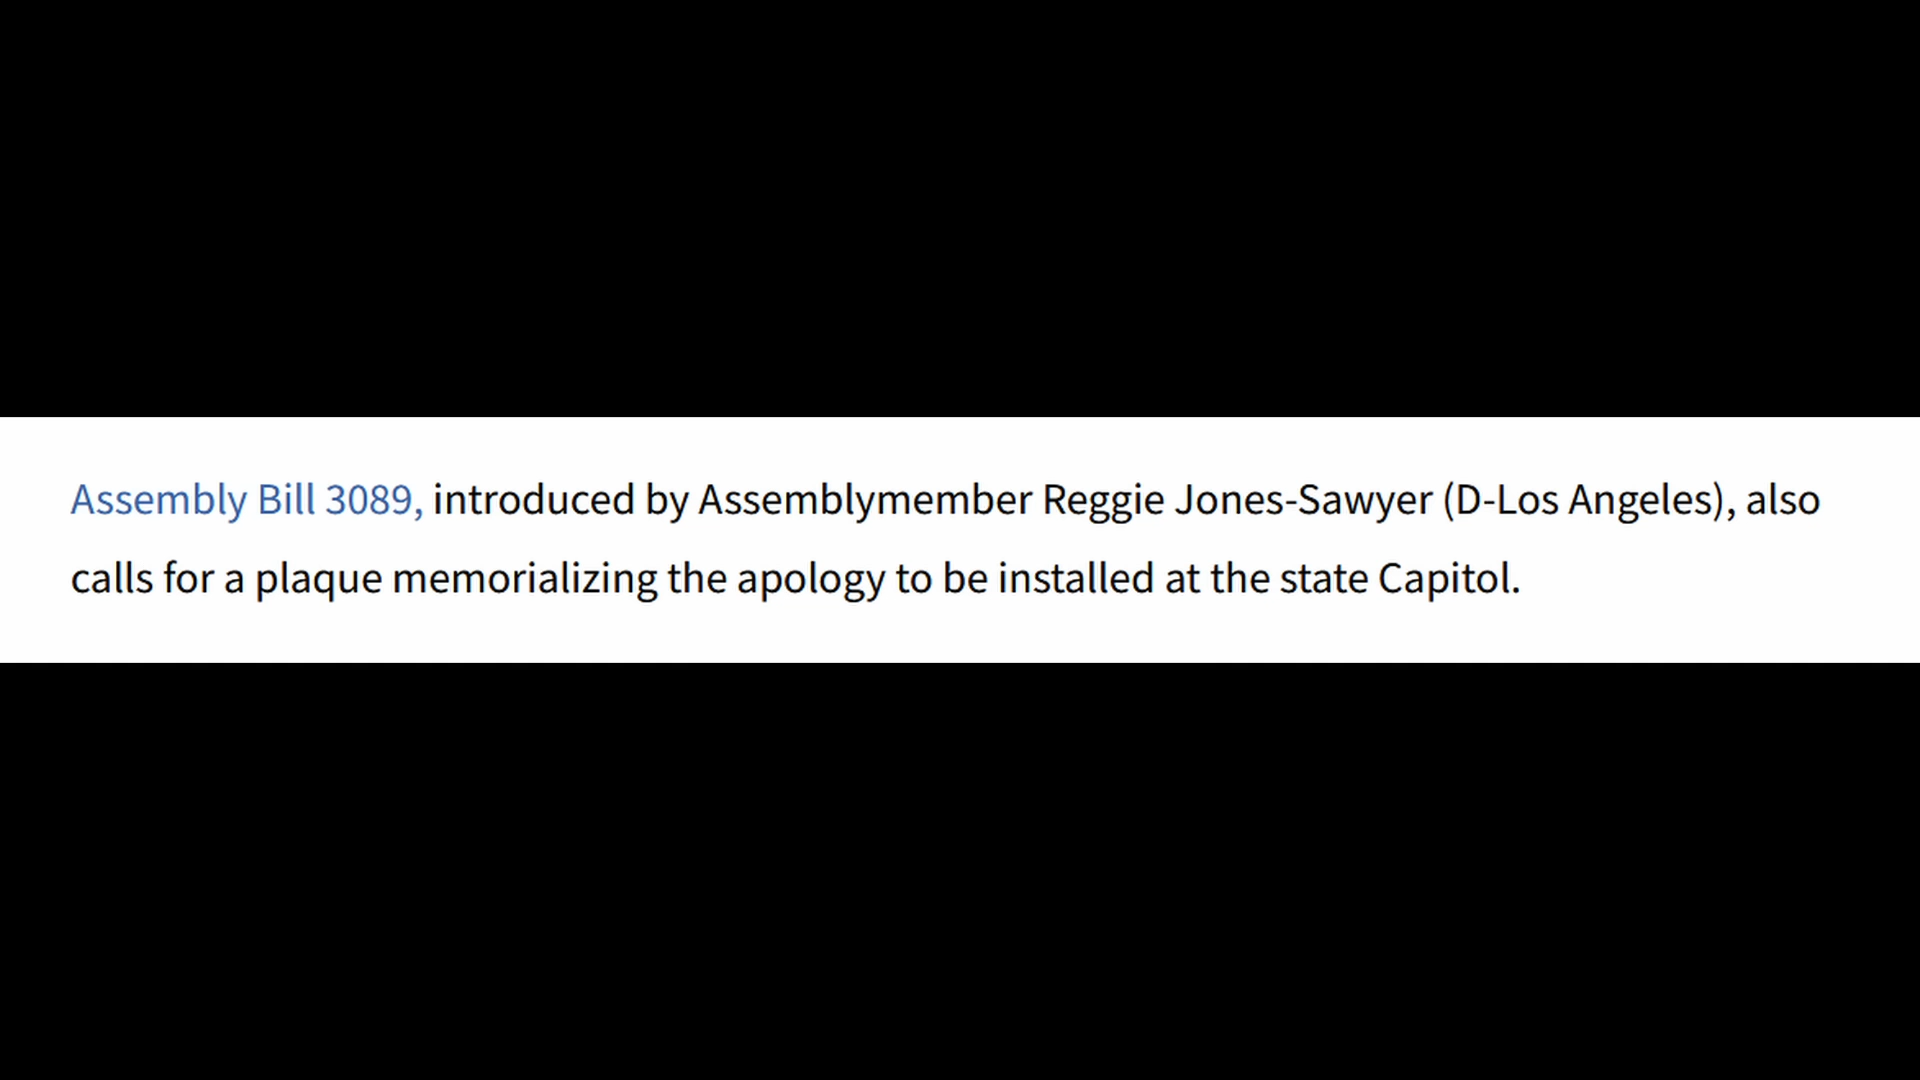 Assembly Bill 3089, introduced by Assemblymember Reggie Jones-Sawyer (D-Los Angeles), also
calls for a plaque memorializing the apology to be installed at the state Capitol.